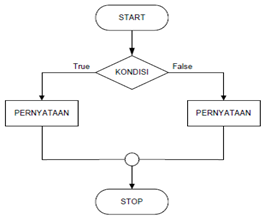 START
True
KONDISI
False
PERNYATAAN
PERNYATAAN
STOP